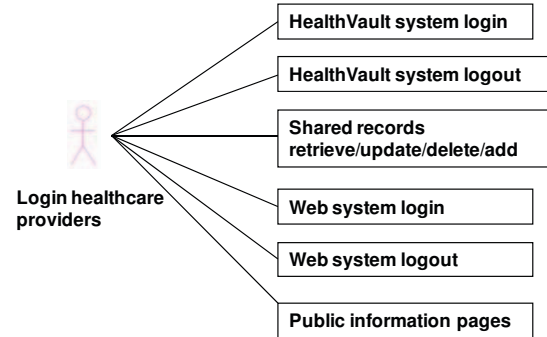 HealthVault system login
HealthVault system logout
Shared records
retrieve/update/delete/add
Login healthcare
providers
Web system login
Web system logout
Public information pages